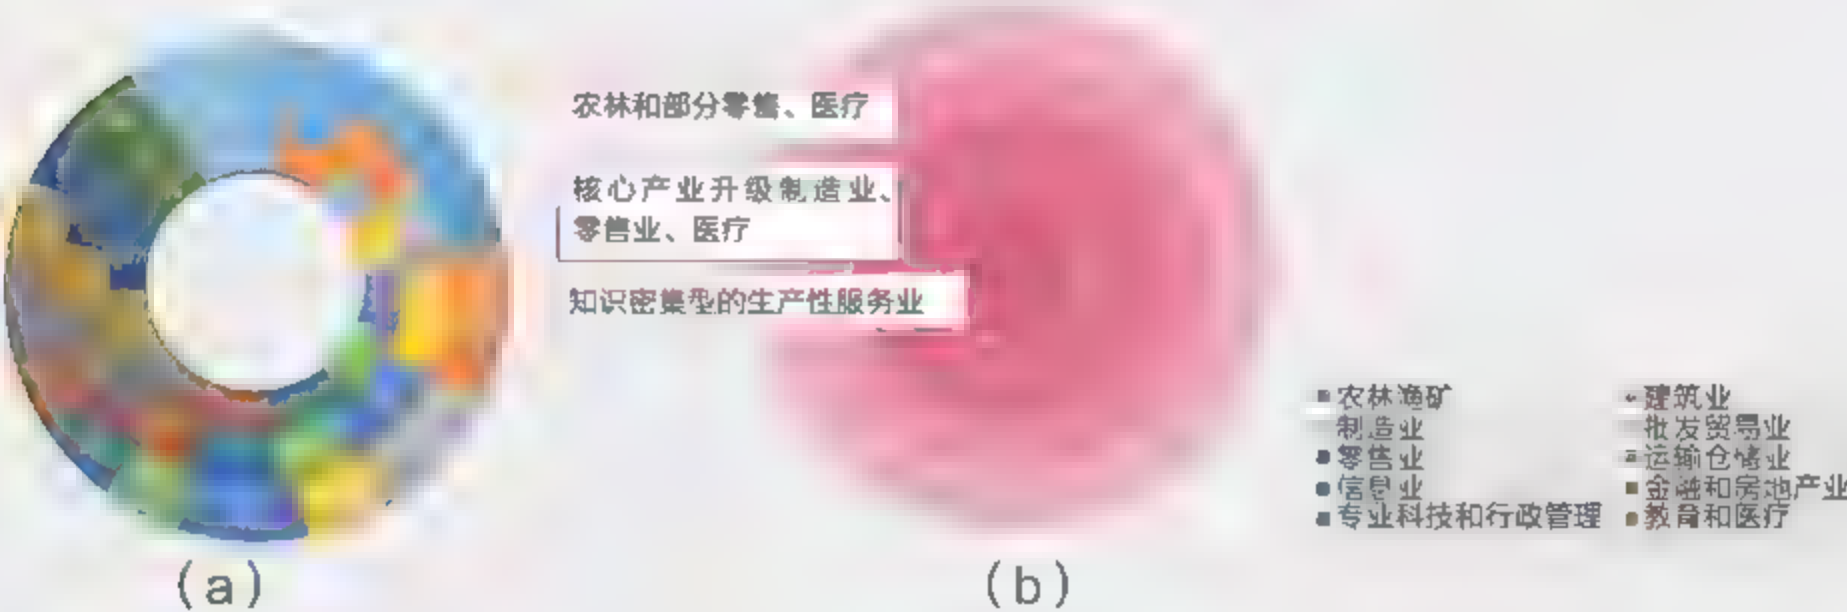 农林和部分零售、医疗
核心产业升级制造业、
零售业、医疗
知识密集型的生产性服务业
农林渔矿
建筑业
制造业
批发贸易业
零售业
运输仓储业
信息业
金融和房地产业
专业科技和行政管理
教育和医疗
(a)
(b)